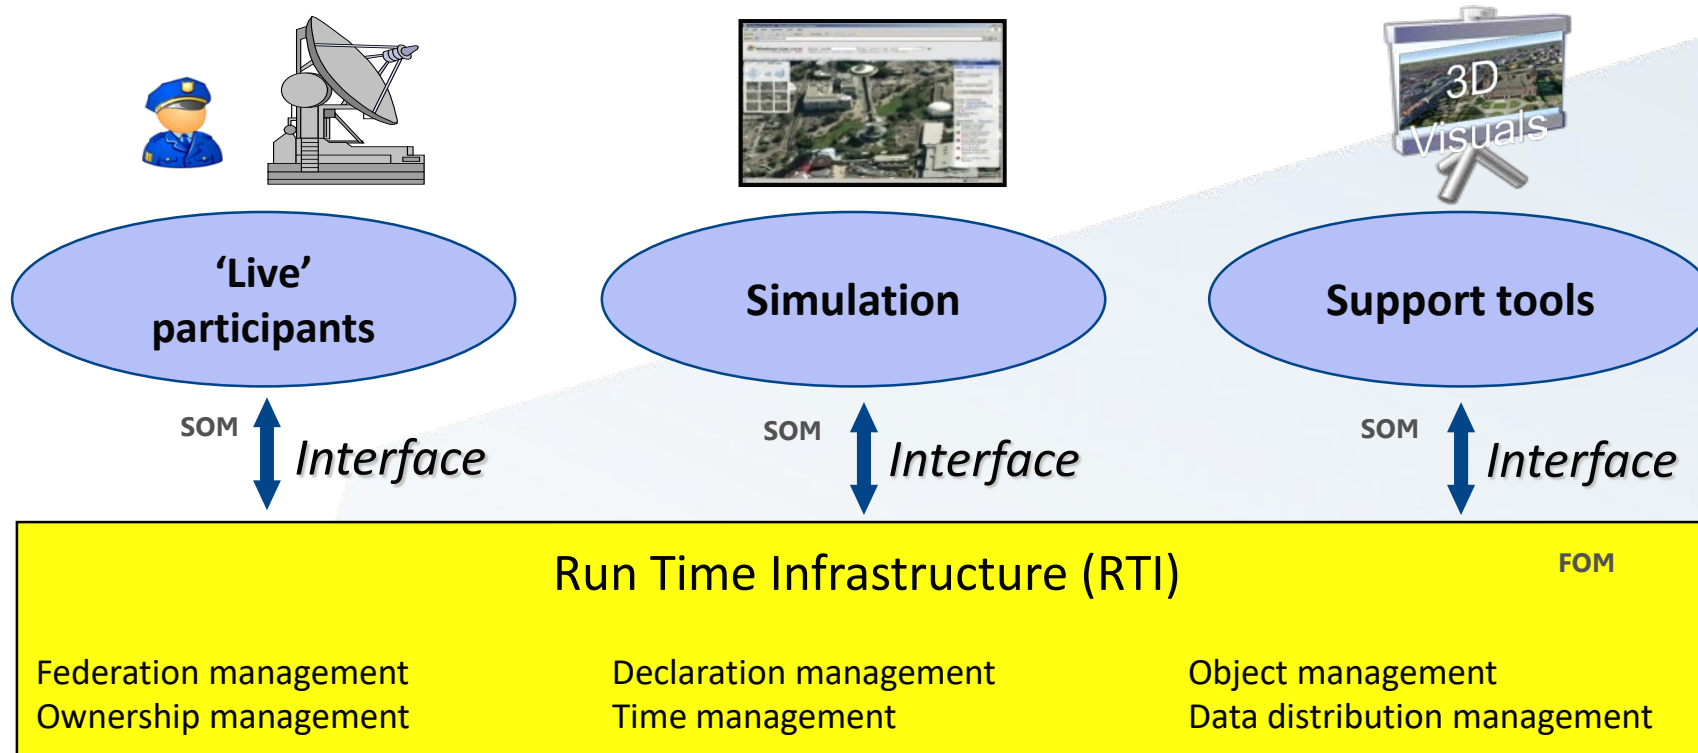 3D
Visuals
‘Live’
participants
Simulation
Support tools
SOM
Interface
SOM
Interface
SOM
Interface
Run Time Infrastructure (RTI)
FOM
Federation management
Declaration management
Object management
Ownership management
Time management
Data distribution management